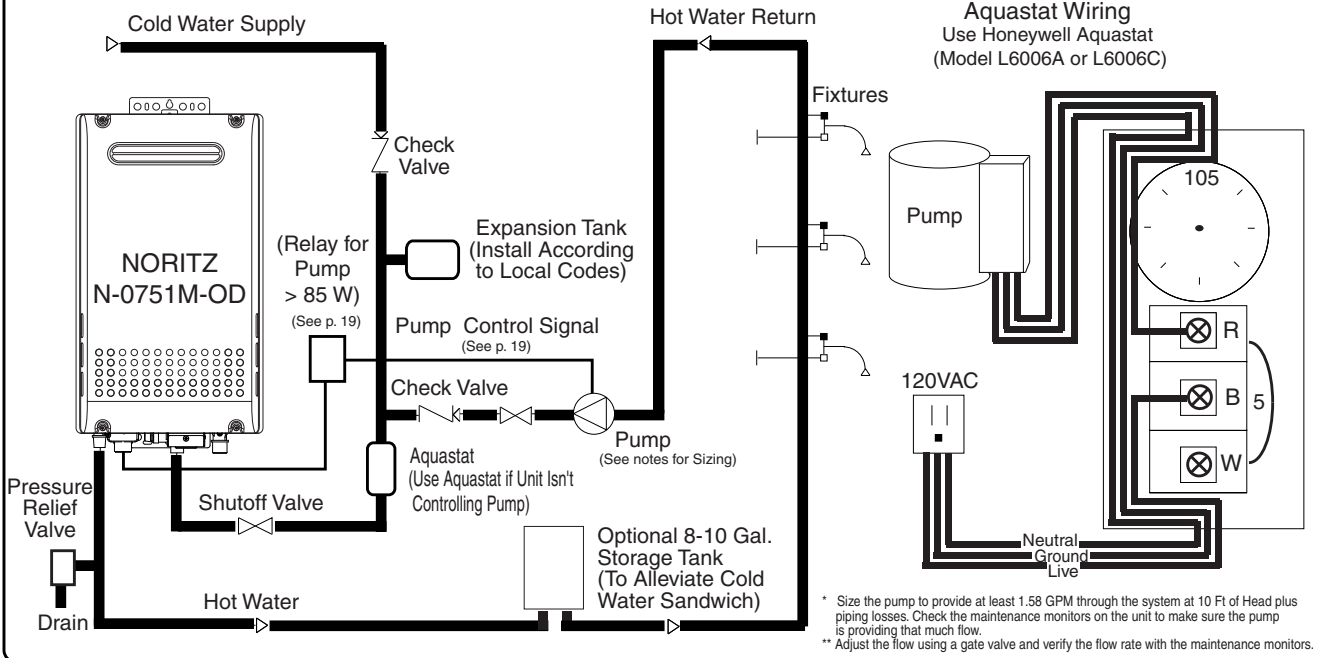 Cold Water Supply
Hot Water Return
Aquastat Wiring
Use Honeywell Aquastat
(Model L6006A or L6006C)
Fixtures
Check
Valve
NORITZ
N-0751M-OD
(Relay for
Pump
> 85 W)
(See p. 19)
Expansion Tank
(Install According
to Local Codes)
Pump Control Signal
(See p. 19)
Check Valve
Pump
(See notes for Sizing)
Aquastat
(Use Aquastat if Unit Isn't
Controlling Pump)
Pressure
Relief
Valve
Shutoff Valve
Drain
Hot Water
Optional 8-10 Gal.
Storage Tank
(To Alleviate Cold
Water Sandwich)
Pump
105
R
B
5
W
120VAC
Neutral
Ground
Live
* Size the pump to provide at least 1.58 GPM through the system at 10 Ft of Head plus
piping losses. Check the maintenance monitors on the unit to make sure the pump
is providing that much flow.
** Adjust the flow using a gate valve and verify the flow rate with the maintenance monitors.